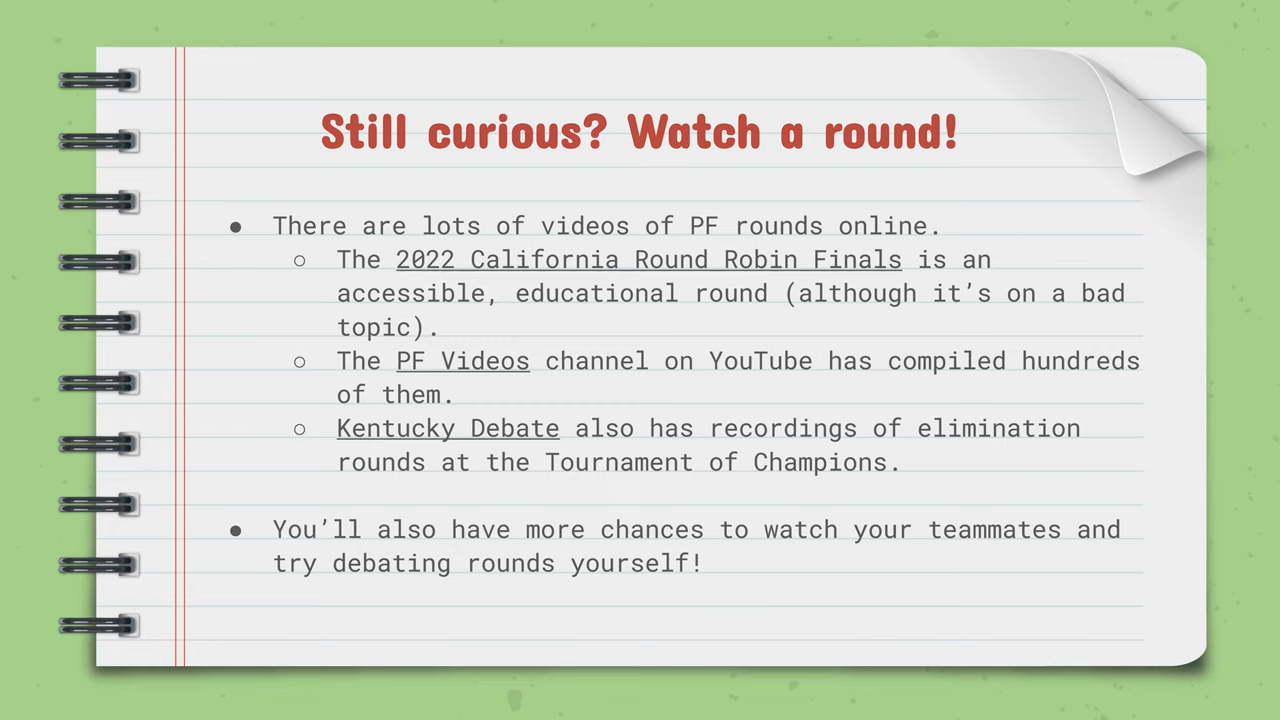 Still curious? Watch a round!
● There are lots of videos of PF rounds online.
○ The 2022 California Round Robin Finals is an
accessible, educational round (although it’s on a bad
topic).
○ The PF Videos channel on YouTube has compiled hundreds
of them.
○ Kentucky Debate also has recordings of elimination
rounds at the Tournament of Champions.
● You’ll also have more chances to watch your teammates and
try debating rounds yourself!